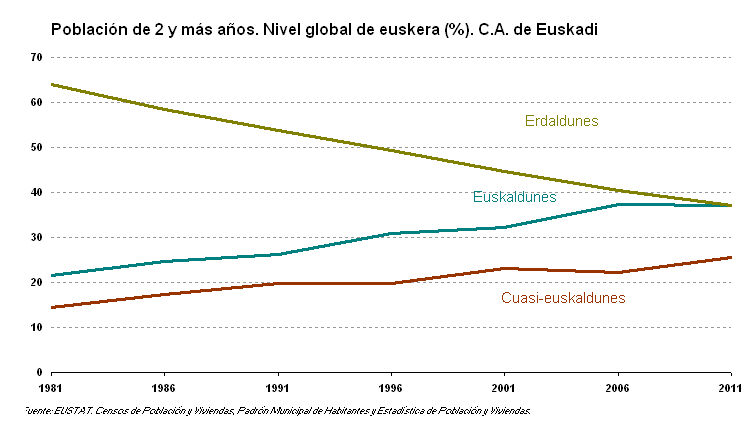 Población de 2 y más años. Nivel global de euskera (%). C.A. de Euskadi
70
60
Erdaldunes
50
40
Euskaldunes
30
20
Cuasi-euskaldunes
10
0
1981 1986 1991 1996 2001 2006 2011
Fuente: EUSTAT. Censos de Población y Viviendas, Padrón Municipal de Habitantes y Estadística de Población y Viviendas.